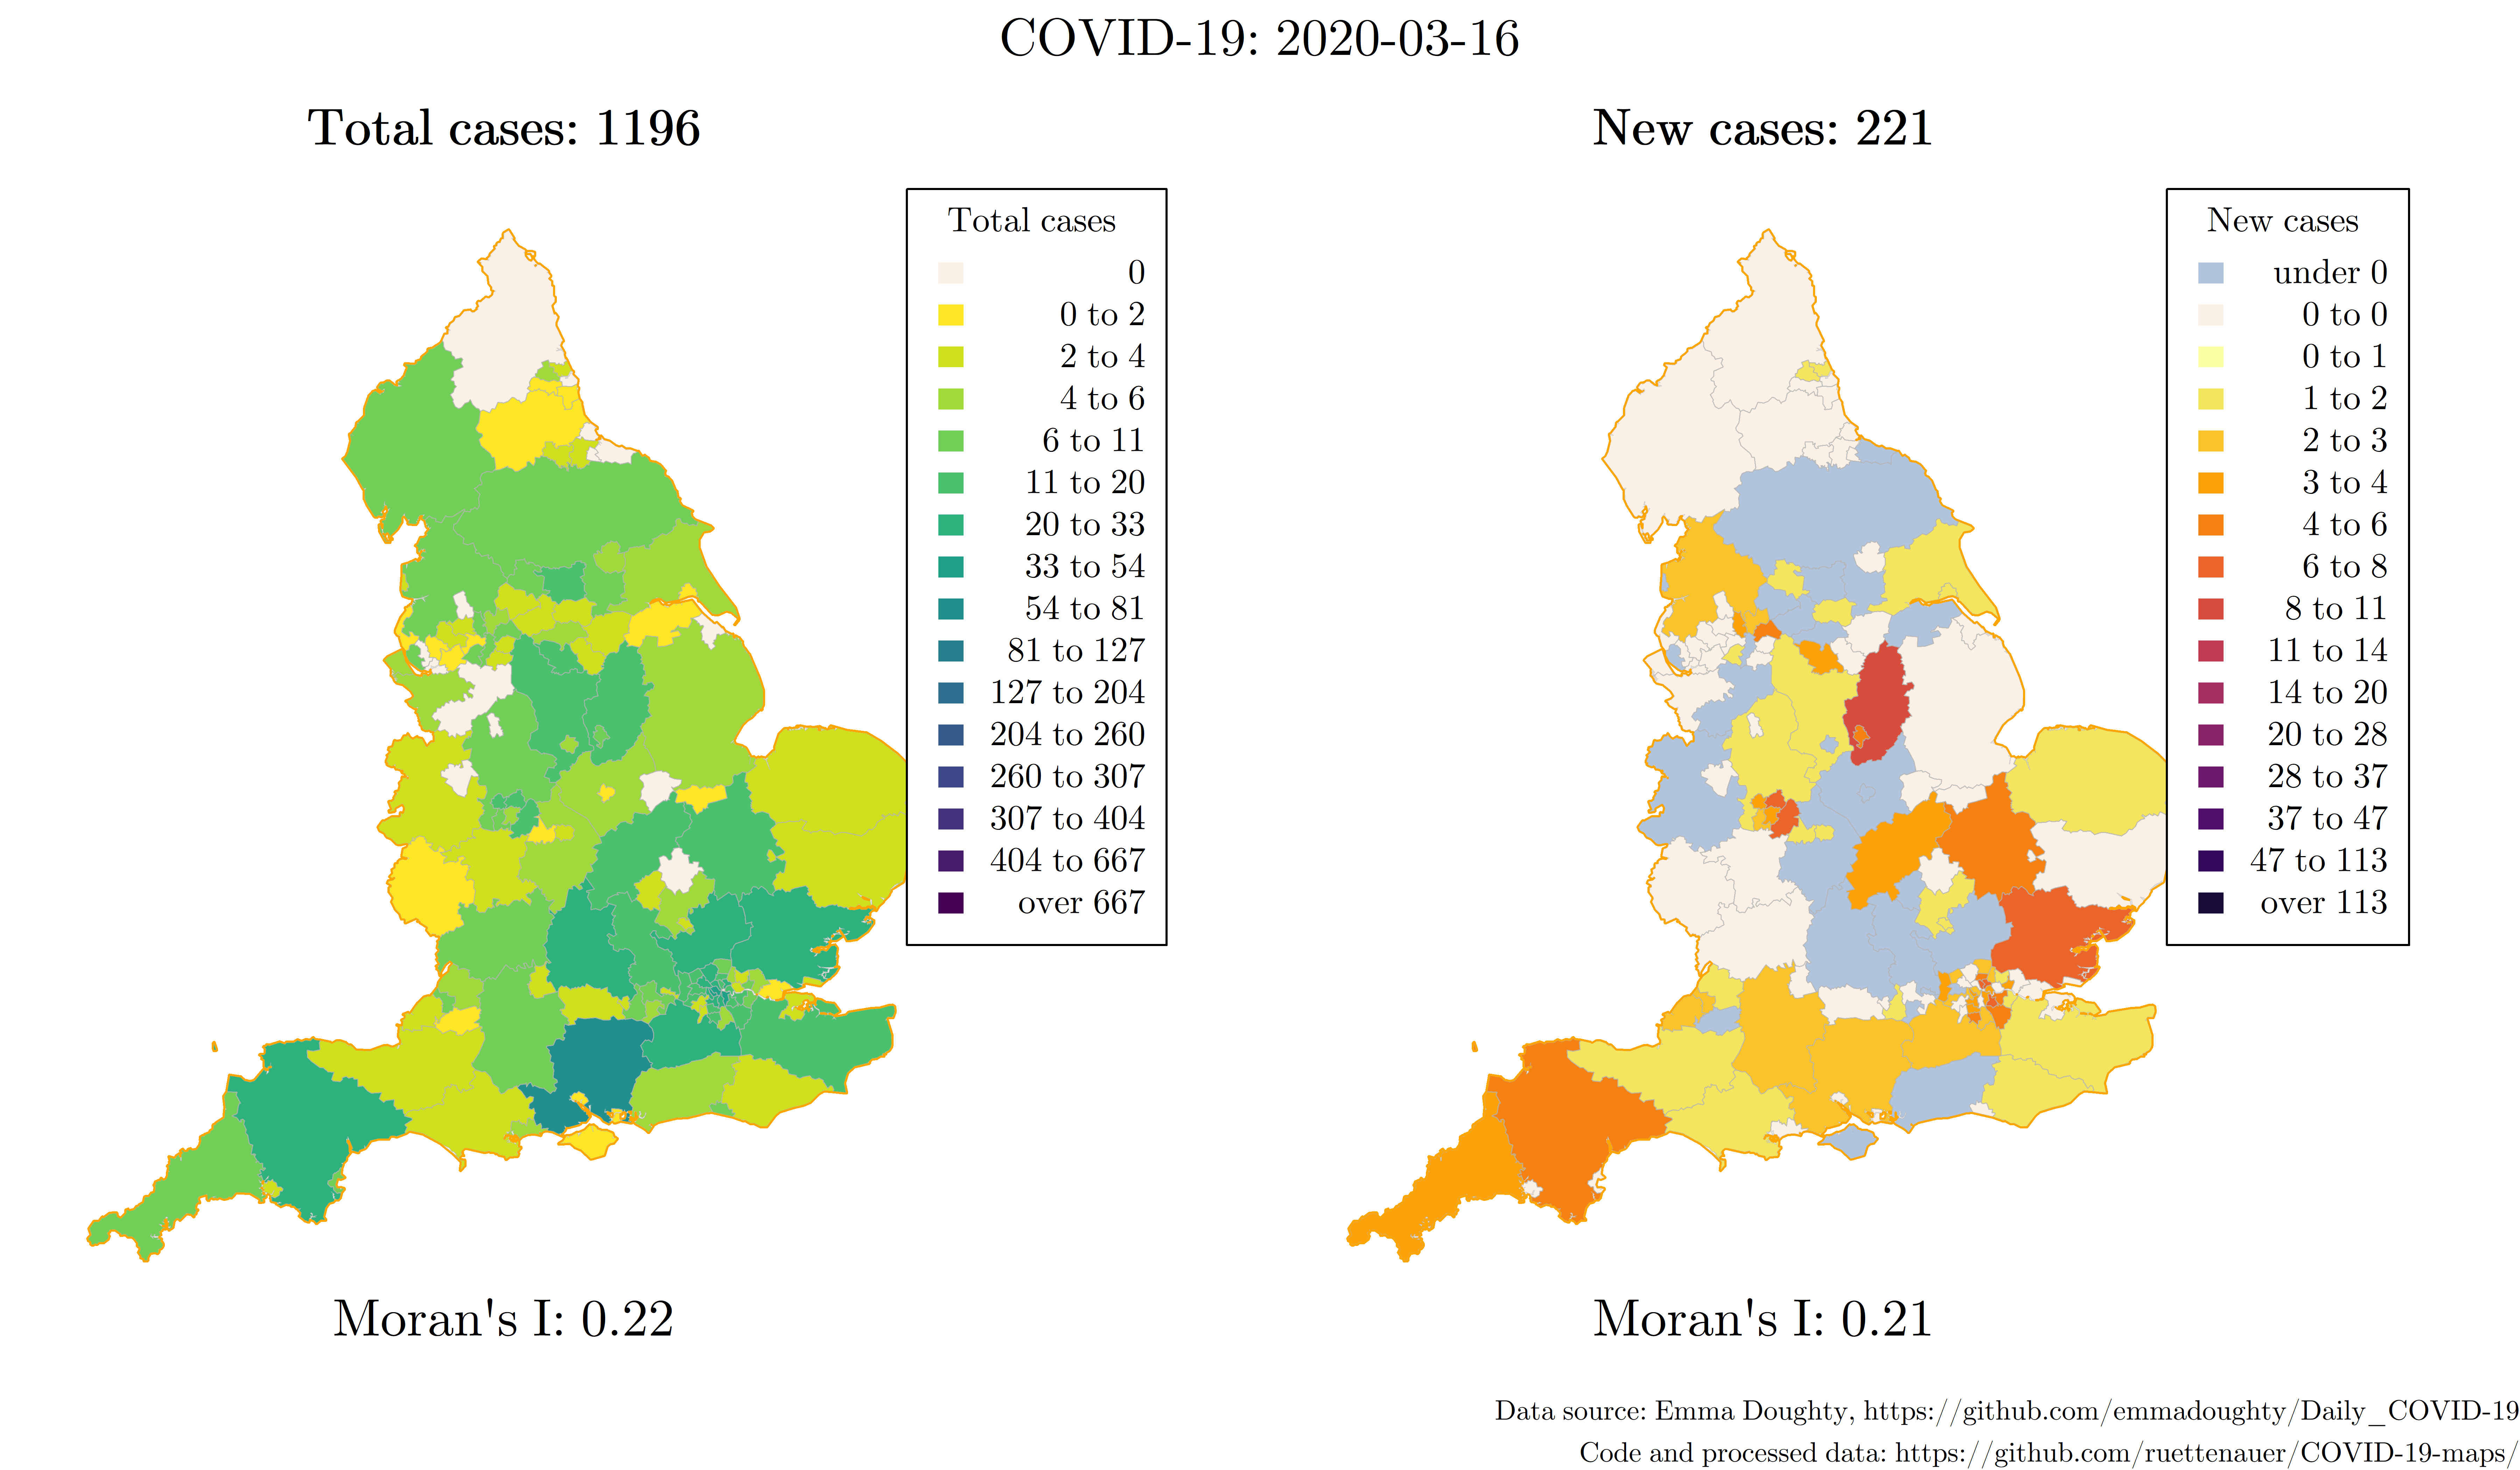 COVID-19: 2020-03-16
Total cases: 1196
Total cases
0
0 to 2
2 to 4
4 to 6
6 to 11
11 to 20
20 to 33
33 to 54
54 to 81
81 to 127
127 to 204
204 to 260
260 to 307
307 to 404
404 to 667
over 667
Moran's I: 0.22
New cases: 221
New cases
under 0
0 to 0
0 to 1
1 to 2
2 to 3
3 to 4
4 to 6
6 to 8
8 to 11
11 to 14
14 to 20
20 to 28
28 to 37
37 to 47
47 to 113
over 113
Moran's I: 0.21
Data source: Emma Doughty, https://github.com/emmadoughty/Daily_COVID-19
Code and processed data: https://github.com/ruettenauer/COVID-19-maps/